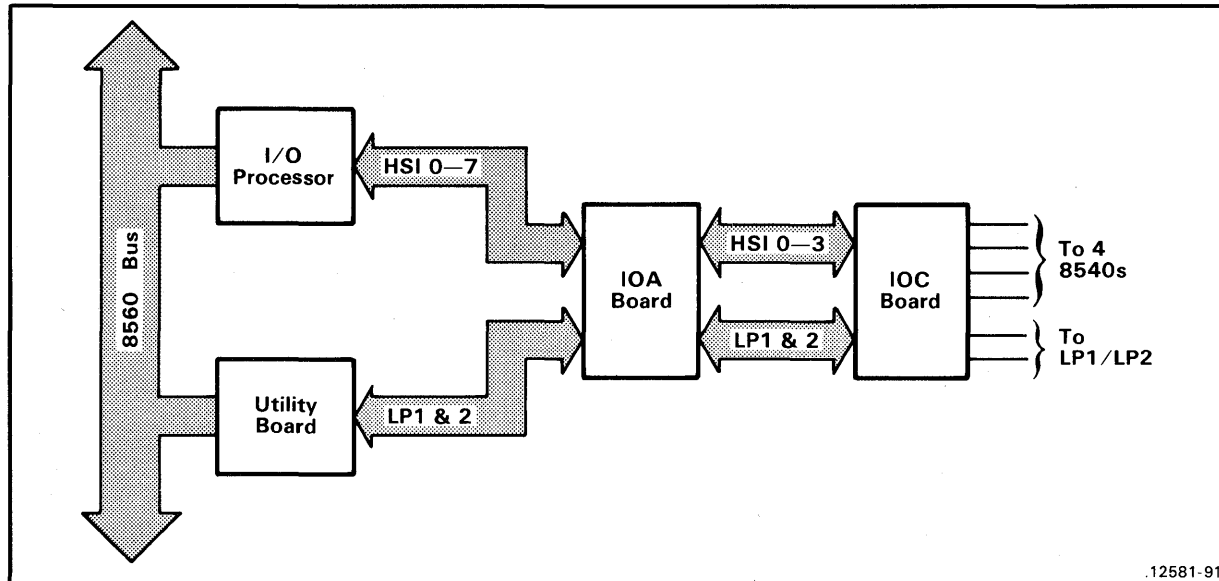 8560 Bus
I/O
Processor
HSI 0—7
Utility
Board
LP1 & 2
IOA
Board
HSI 0—3
LP1 & 2
IOC
Board
To 4
8540s
To
LP1/LP2
.12581-91